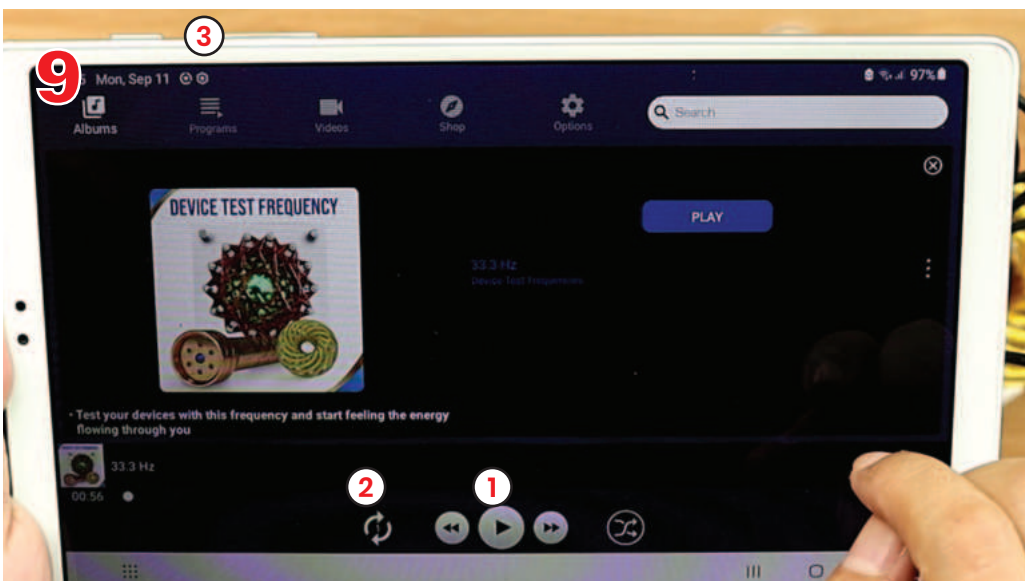 3
9
Mon, Sep 11
97%
Albums
Programs
Videos
Shop
Options
Search
DEVICE TEST FREQUENCY
PLAY
33.3 Hz
Device Test Frequencies
• Test your devices with this frequency and start feeling the energy
flowing through you
33.3 Hz
00:56
2
1